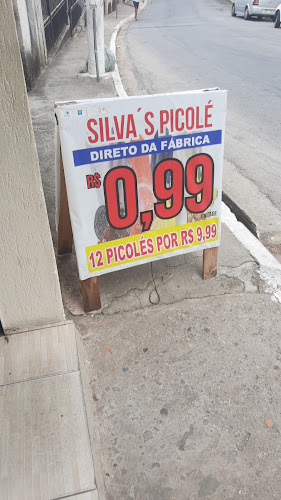 SILVA´S PICOLÉ
DIRETO DA FÁBRICA
R$ 0,99
12 PICOLÉS POR R$ 9,99